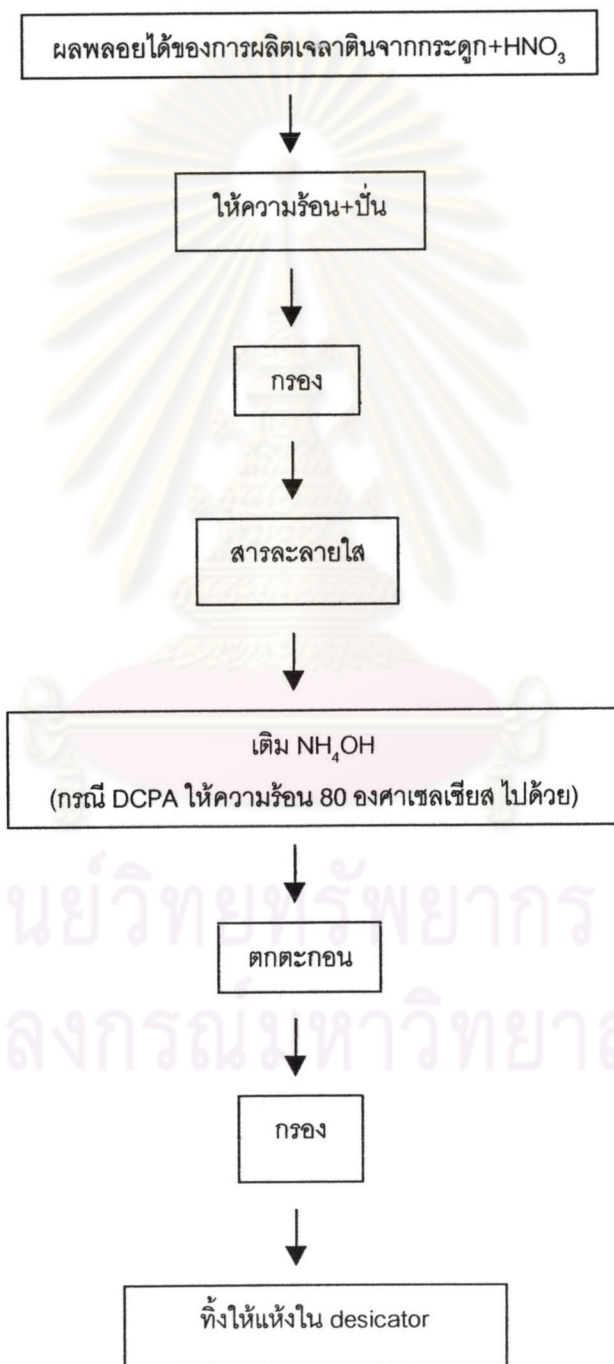 ผลพลอยได้ของการผลิตเจลาตินจากกระดูก+HNO₃
ให้ความร้อน+ปั่น
กรอง
สารละลายใส
เติม NH₄OH
(กรณี DCPA ให้ความร้อน 80 องศาเซลเซียส ไปด้วย)
ตกตะกอน
กรอง
ทิ้งให้แห้งใน desicator